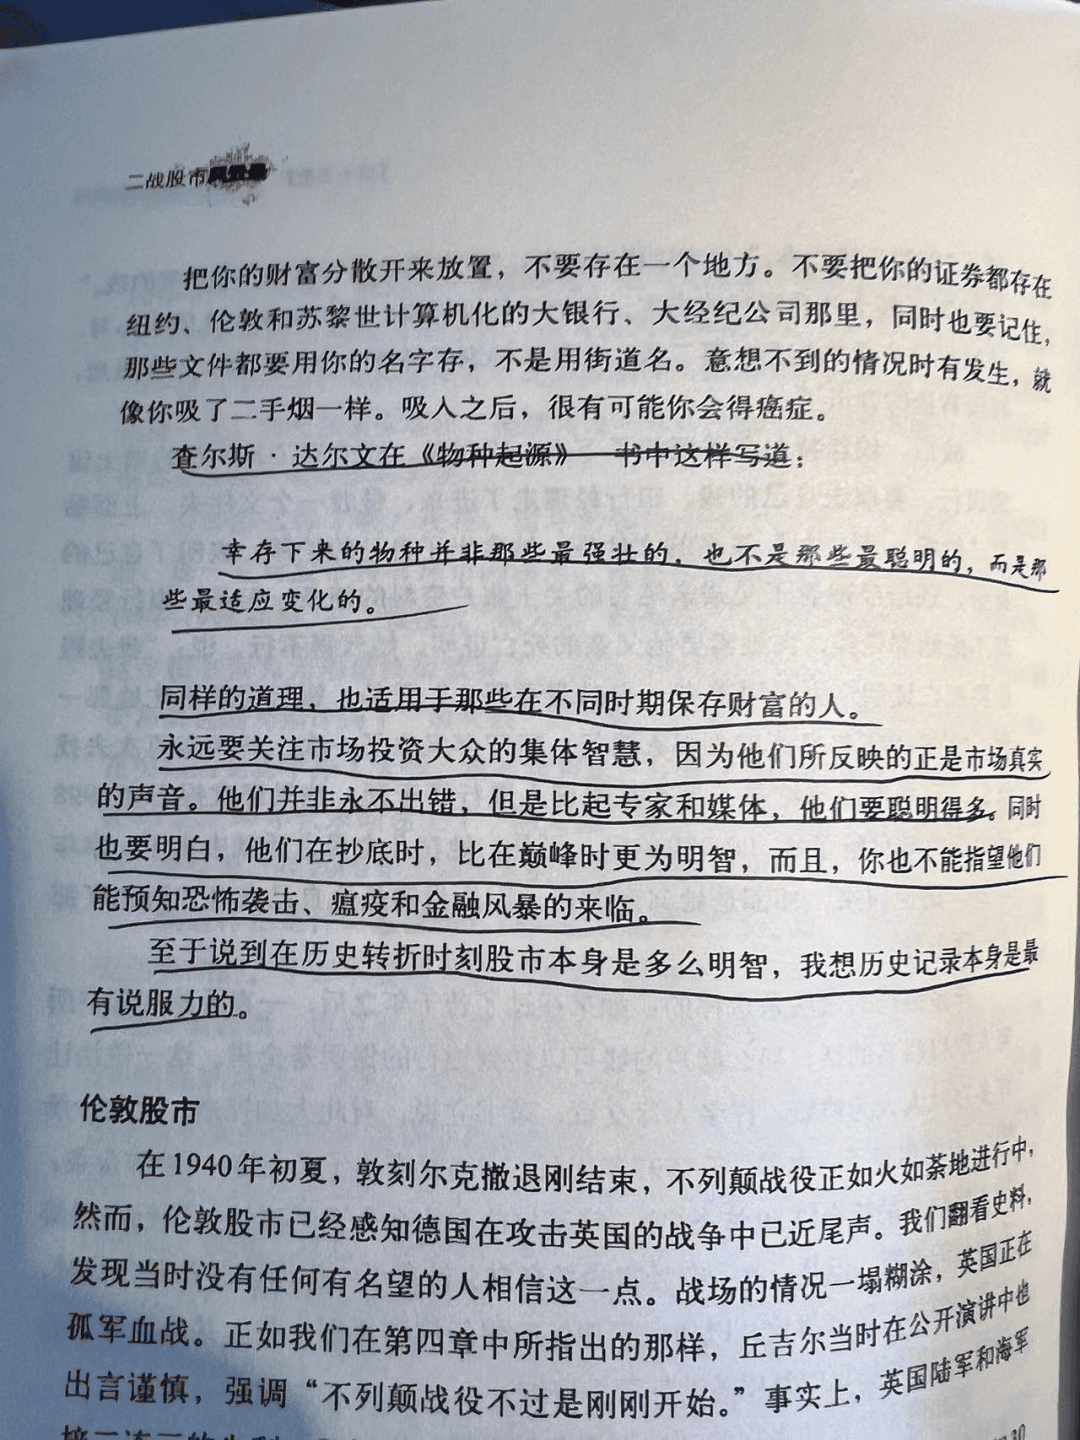 二战股市风云录
把你的财富分散开来放置，不要存在一个地方。不要把你的证券都存在
纽约、伦敦和苏黎世计算机化的大银行、大经纪公司那里，同时也要记住，
那些文件都要用你的名字存，不是用街道名。意想不到的情况时有发生，就
像你吸了二手烟一样。吸入之后，很有可能你会得癌症。
查尔斯·达尔文在《物种起源》一书中这样写道：
幸存下来的物种并非那些最强壮的，也不是那些最聪明的，而是那
些最适应变化的。
同样的道理，也适用于那些在不同时期保存财富的人。
永远要关注市场投资大众的集体智慧，因为他们所反映的正是市场真实
的声音。他们并非永不出错，但是比起专家和媒体，他们要聪明得多。同时
也要明白，他们在抄底时，比在巅峰时更为明智，而且，你也不能指望他们
能预知恐怖袭击、瘟疫和金融风暴的来临。
至于说到在历史转折时刻股市本身是多么明智，我想历史记录本身是最
有说服力的。
伦敦股市
在1940年初夏，敦刻尔克撤退刚结束，不列颠战役正如火如荼地进行中，
然而，伦敦股市已经感知德国在攻击英国的战争中已近尾声。我们翻看史料，
发现当时没有任何有名望的人相信这一点。战场的情况一塌糊涂，英国正在
孤军血战。正如我们在第四章中所指出的那样，丘吉尔当时在公开演讲中也
出言谨慎，强调“不列颠战役不过是刚刚开始。”事实上，英国陆军和海军